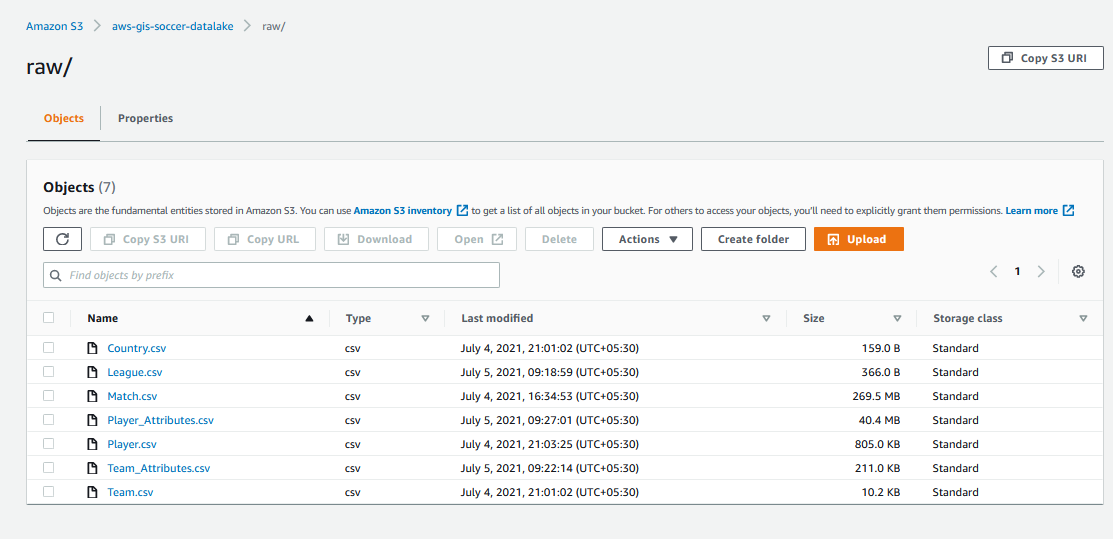 Amazon S3 > aws-gis-soccer-datalake > raw/
raw/
Copy S3 URI
Objects Properties
Objects (7)
Objects are the fundamental entities stored in Amazon S3. You can use Amazon S3 inventory to get a list of all objects in your bucket. For others to access your objects, you'll need to explicitly grant them permissions. Learn more
Copy S3 URI Copy URL Download Open Delete Actions Create folder Upload
Find objects by prefix
1
Name Type Last modified Size Storage class
Country.csv csv July 4, 2021, 21:01:02 (UTC+05:30) 159.0 B Standard
League.csv csv July 5, 2021, 09:18:59 (UTC+05:30) 366.0 B Standard
Match.csv csv July 4, 2021, 16:34:53 (UTC+05:30) 269.5 MB Standard
Player_Attributes.csv csv July 5, 2021, 09:27:01 (UTC+05:30) 40.4 MB Standard
Player.csv csv July 4, 2021, 21:03:25 (UTC+05:30) 805.0 KB Standard
Team_Attributes.csv csv July 5, 2021, 09:22:14 (UTC+05:30) 211.0 KB Standard
Team.csv csv July 4, 2021, 21:01:02 (UTC+05:30) 10.2 KB Standard